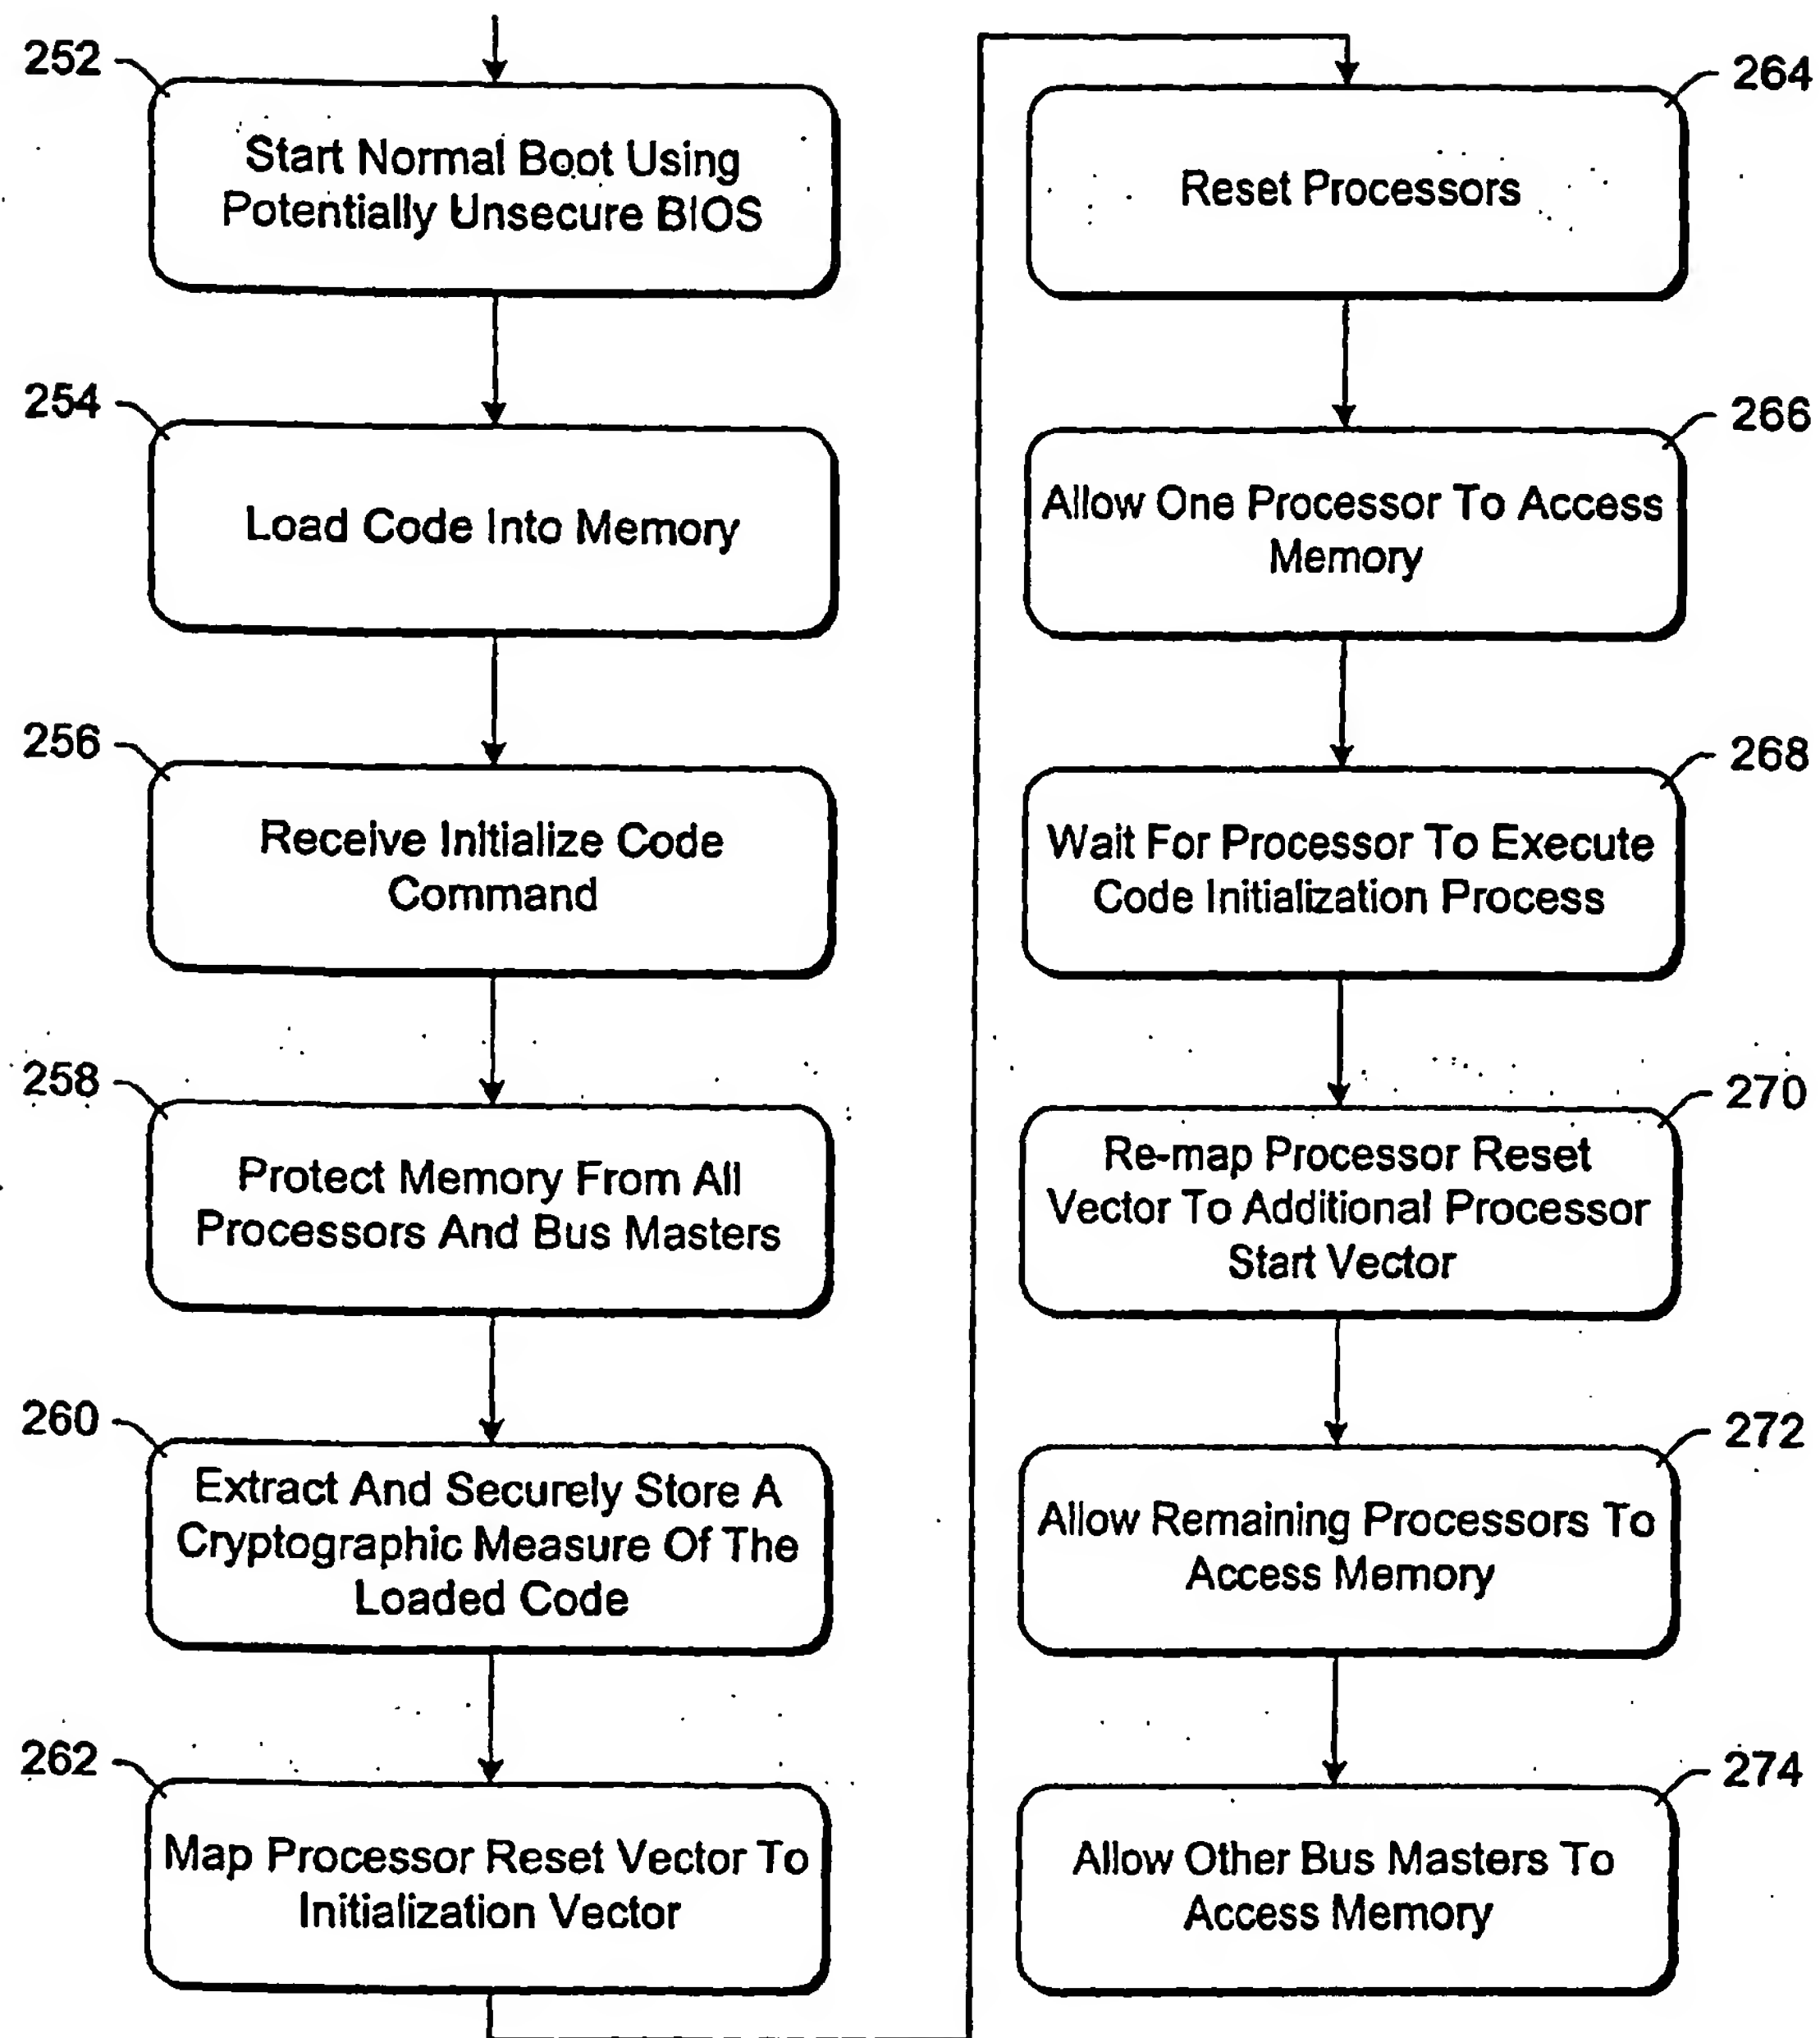 252
Start Normal Boot Using
Potentially Unsecure BIOS
254
Load Code Into Memory
256
Receive Initialize Code
Command
258
Protect Memory From All
Processors And Bus Masters
260
Extract And Securely Store A
Cryptographic Measure Of The
Loaded Code
262
Map Processor Reset Vector To
Initialization Vector
264
Reset Processors
266
Allow One Processor To Access
Memory
268
Wait For Processor To Execute
Code Initialization Process
270
Re-map Processor Reset
Vector To Additional Processor
Start Vector
272
Allow Remaining Processors To
Access Memory
274
Allow Other Bus Masters To
Access Memory